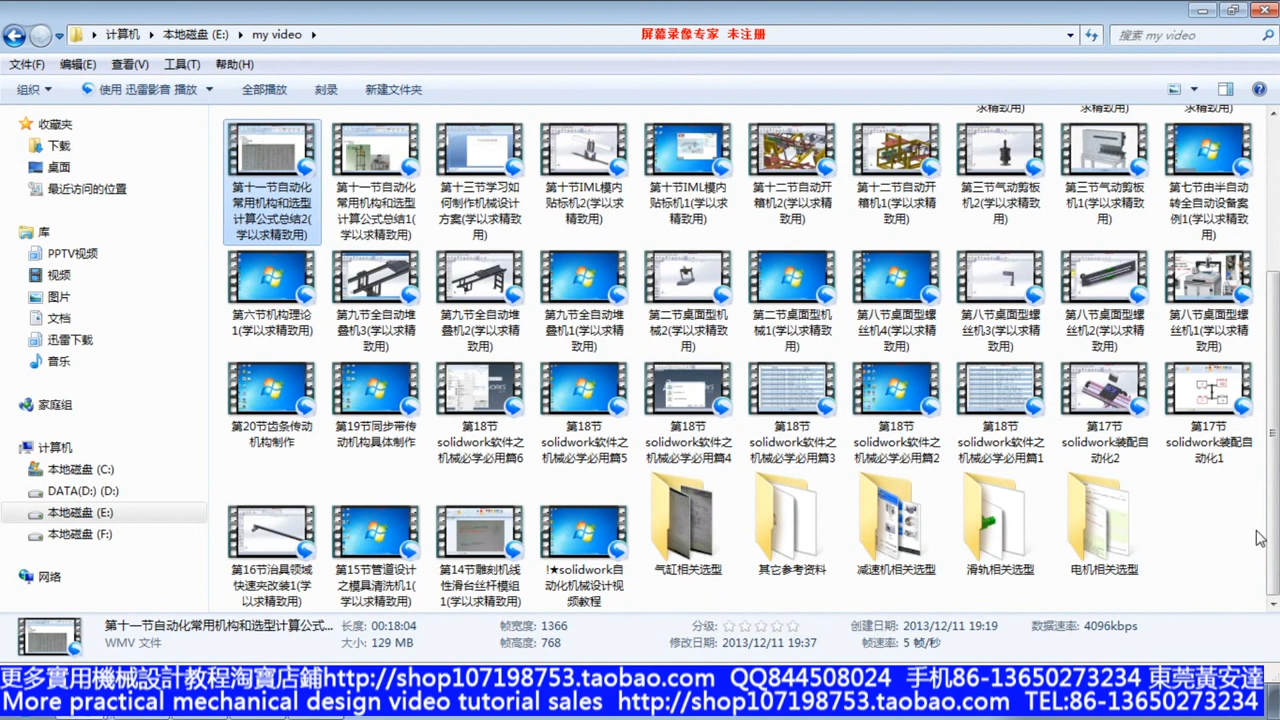 计算机 ▸ 本地磁盘 (E:) ▸ my video ▸
屏幕录像专家 未注册
搜索 my video
文件(F) 编辑(E) 查看(V) 工具(T) 帮助(H)
组织 使用 迅雷影音 播放 全部播放 刻录 新建文件夹
收藏夹
下载
桌面
最近访问的位置
库
PPTV视频
视频
图片
文档
迅雷下载
音乐
家庭组
计算机
本地磁盘 (C:)
DATA(D:) (D:)
本地磁盘 (E:)
本地磁盘 (F:)
网络
求精致用) 求精致用) 求精致用)
第十一节自动化
常用机构和选型
计算公式总结2(
学以求精致用)
第十一节自动化
常用机构和选型
计算公式总结1(
学以求精致用)
第十三节学习如
何制作机械设计
方案(学以求精致
用)
第十节IML模内
贴标机2(学以求
精致用)
第十节IML模内
贴标机1(学以求
精致用)
第十二节自动开
箱机2(学以求精
致用)
第十二节自动开
箱机1(学以求精
致用)
第三节气动剪板
机2(学以求精致
用)
第三节气动剪板
机1(学以求精致
用)
第七节由半自动
转全自动设备案
例1(学以求精致
用)
第六节机构理论
1(学以求精致用)
第九节全自动堆
叠机3(学以求精
致用)
第九节全自动堆
叠机2(学以求精
致用)
第九节全自动堆
叠机1(学以求精
致用)
第二节桌面型机
械2(学以求精致
用)
第二节桌面型机
械1(学以求精致
用)
第八节桌面型螺
丝机4(学以求精
致用)
第八节桌面型螺
丝机3(学以求精
致用)
第八节桌面型螺
丝机2(学以求精
致用)
第八节桌面型螺
丝机1(学以求精
致用)
第20节齿条传动
机构制作
第19节同步带传
动机构具体制作
第18节
solidwork软件之
机械必学必用篇6
第18节
solidwork软件之
机械必学必用篇5
第18节
solidwork软件之
机械必学必用篇4
第18节
solidwork软件之
机械必学必用篇3
第18节
solidwork软件之
机械必学必用篇2
第18节
solidwork软件之
机械必学必用篇1
第17节
solidwork装配自
动化2
第17节
solidwork装配自
动化1
第16节治具领域
快速夹改装1(学
以求精致用)
第15节管道设计
之模具清洗机1(
学以求精致用)
第14节雕刻机线
性滑台丝杆模组
1(学以求精致用)
!★solidwork自
动化机械设计视
频教程
气缸相关选型
其它参考资料
减速机相关选型
滑轨相关选型
电机相关选型
第十一节自动化常用机构和选型计算公式... 长度: 00:18:04 帧宽度: 1366 分级: ☆☆☆☆☆ 创建日期: 2013/12/11 19:19 数据速率: 4096kbps
WMV 文件 大小: 129 MB 帧高度: 768 修改日期: 2013/12/11 19:37 帧速率: 5 帧/秒
更多實用機械設計教程淘寶店鋪http://shop107198753.taobao.com QQ844508024 手机86-13650273234 東莞黃安達
More practical mechanical design video tutorial sales http://shop107198753.taobao.com TEL:86-13650273234